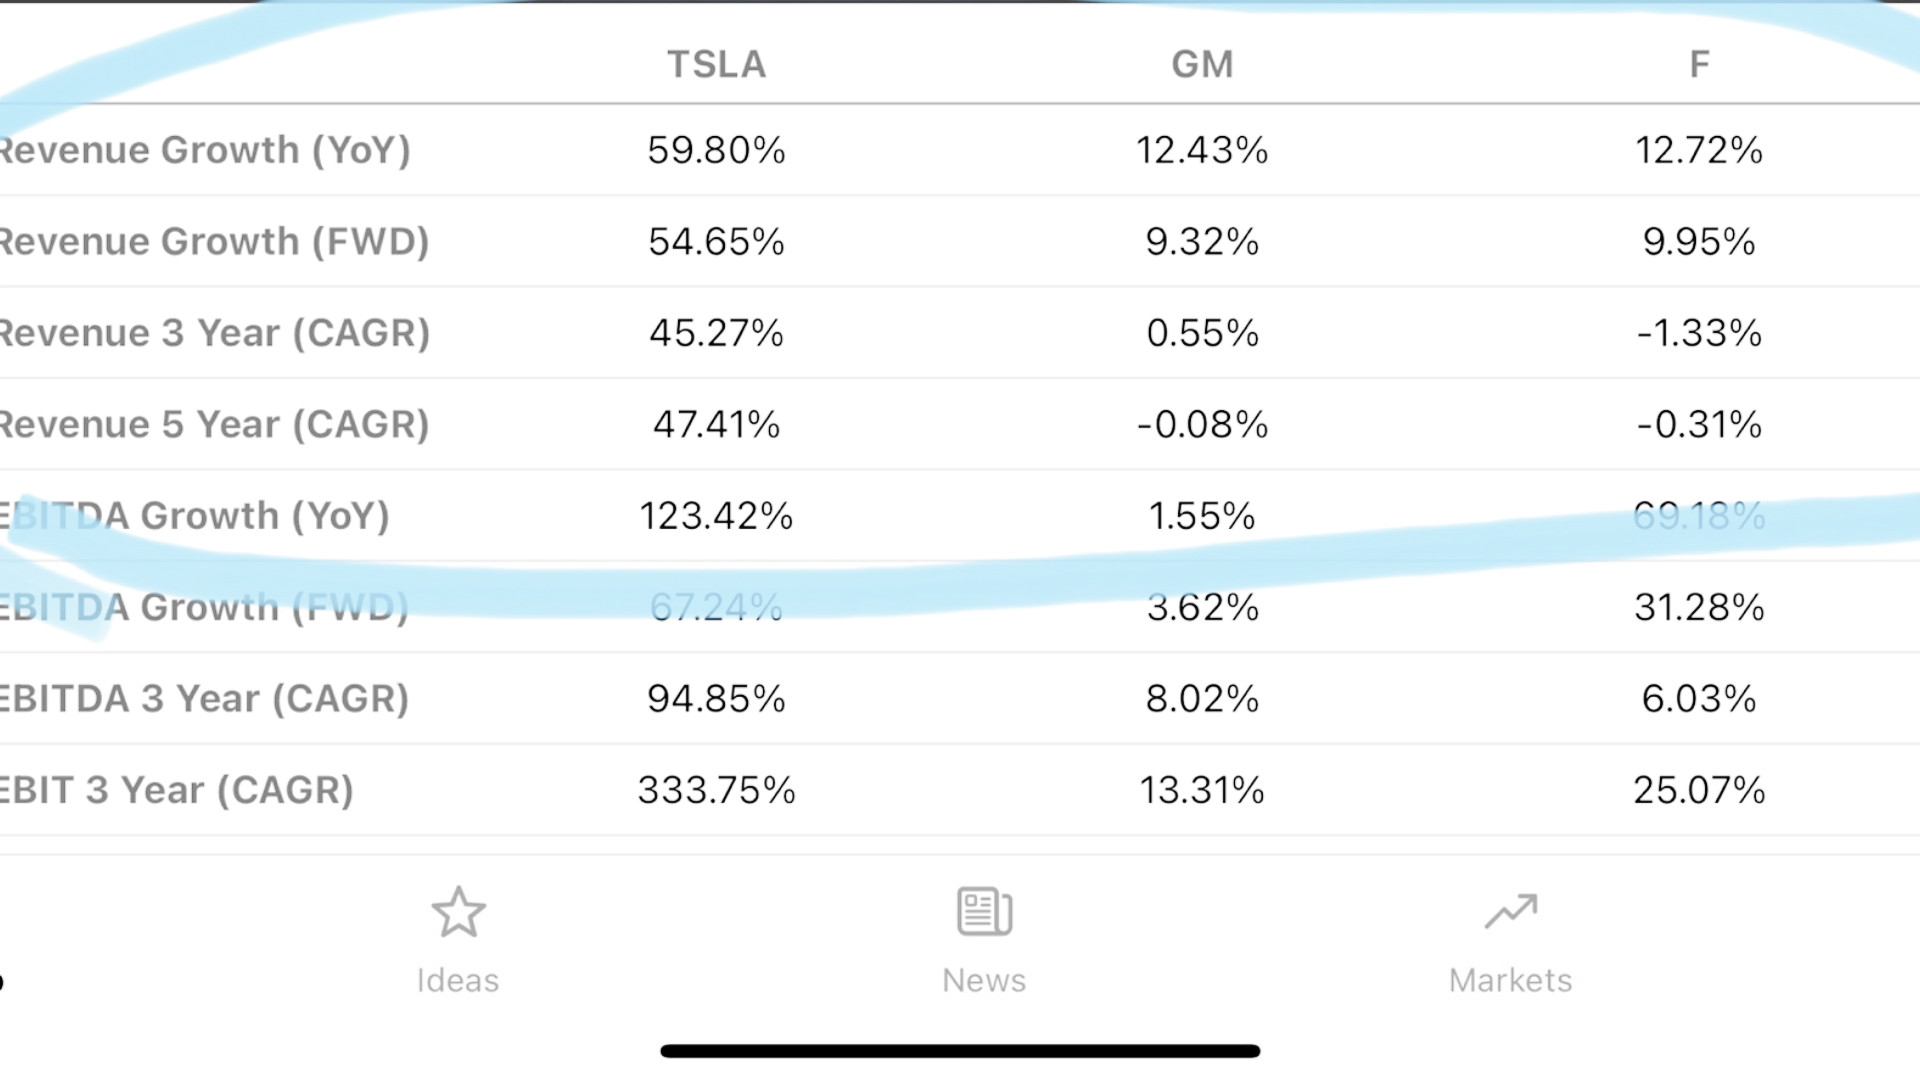 TSLA GM F
Revenue Growth (YoY) 59.80% 12.43% 12.72%
Revenue Growth (FWD) 54.65% 9.32% 9.95%
Revenue 3 Year (CAGR) 45.27% 0.55% -1.33%
Revenue 5 Year (CAGR) 47.41% -0.08% -0.31%
EBITDA Growth (YoY) 123.42% 1.55% 69.18%
EBITDA Growth (FWD) 67.24% 3.62% 31.28%
EBITDA 3 Year (CAGR) 94.85% 8.02% 6.03%
EBIT 3 Year (CAGR) 333.75% 13.31% 25.07%
Ideas News Markets